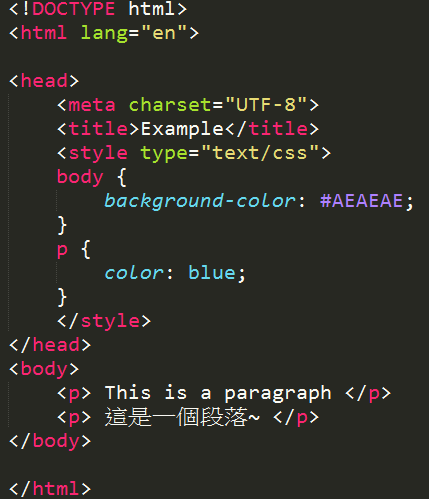 <!DOCTYPE html>
<html lang="en">
<head>
<meta charset="UTF-8">
<title>Example</title>
<style type="text/css">
body {
background-color: #AEAEAE;
}
p {
color: blue;
}
</style>
</head>
<body>
<p> This is a paragraph </p>
<p> 這是一個段落~ </p>
</body>
</html>